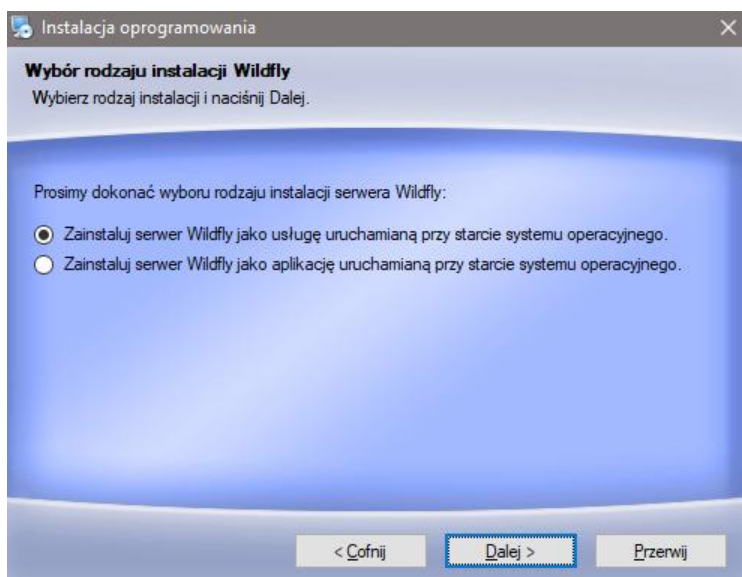 Instalacja oprogramowania
Wybór rodzaju instalacji Wildfly
Wybierz rodzaj instalacji i naciśnij Dalej.
Prosimy dokonać wyboru rodzaju instalacji serwera Wildfly:
Zainstaluj serwer Wildfly jako usługę uruchamianą przy starcie systemu operacyjnego.
Zainstaluj serwer Wildfly jako aplikację uruchamianą przy starcie systemu operacyjnego.
< Cofnij Dalej > Przerwij